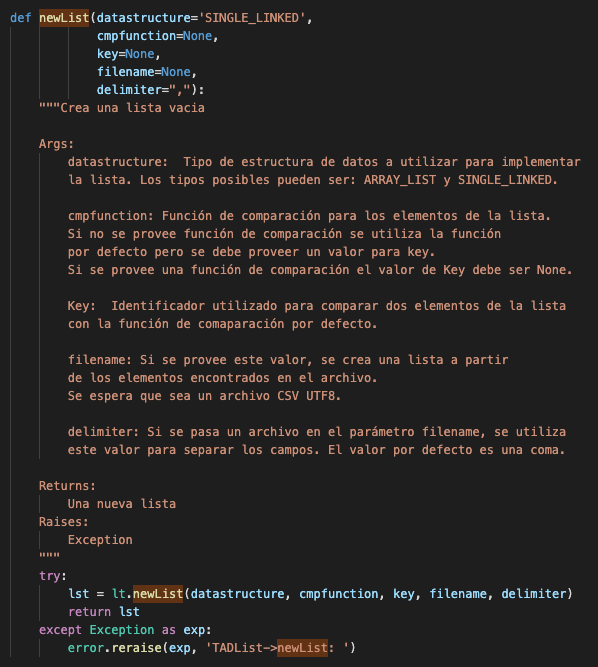 def newList(datastructure='SINGLE_LINKED',
            cmpfunction=None,
            key=None,
            filename=None,
            delimiter=","):
    """Crea una lista vacia

    Args:
        datastructure:  Tipo de estructura de datos a utilizar para implementar
        la lista. Los tipos posibles pueden ser: ARRAY_LIST y SINGLE_LINKED.

        cmpfunction: Función de comparación para los elementos de la lista.
        Si no se provee función de comparación se utiliza la función
        por defecto pero se debe proveer un valor para key.
        Si se provee una función de comparación el valor de Key debe ser None.

        Key:  Identificador utilizado para comparar dos elementos de la lista
        con la función de comaparación por defecto.

        filename: Si se provee este valor, se crea una lista a partir
        de los elementos encontrados en el archivo.
        Se espera que sea un archivo CSV UTF8.

        delimiter: Si se pasa un archivo en el parámetro filename, se utiliza
        este valor para separar los campos. El valor por defecto es una coma.

    Returns:
        Una nueva lista
    Raises:
        Exception
    """
    try:
        lst = lt.newList(datastructure, cmpfunction, key, filename, delimiter)
        return lst
    except Exception as exp:
        error.reraise(exp, 'TADList->newList: ')